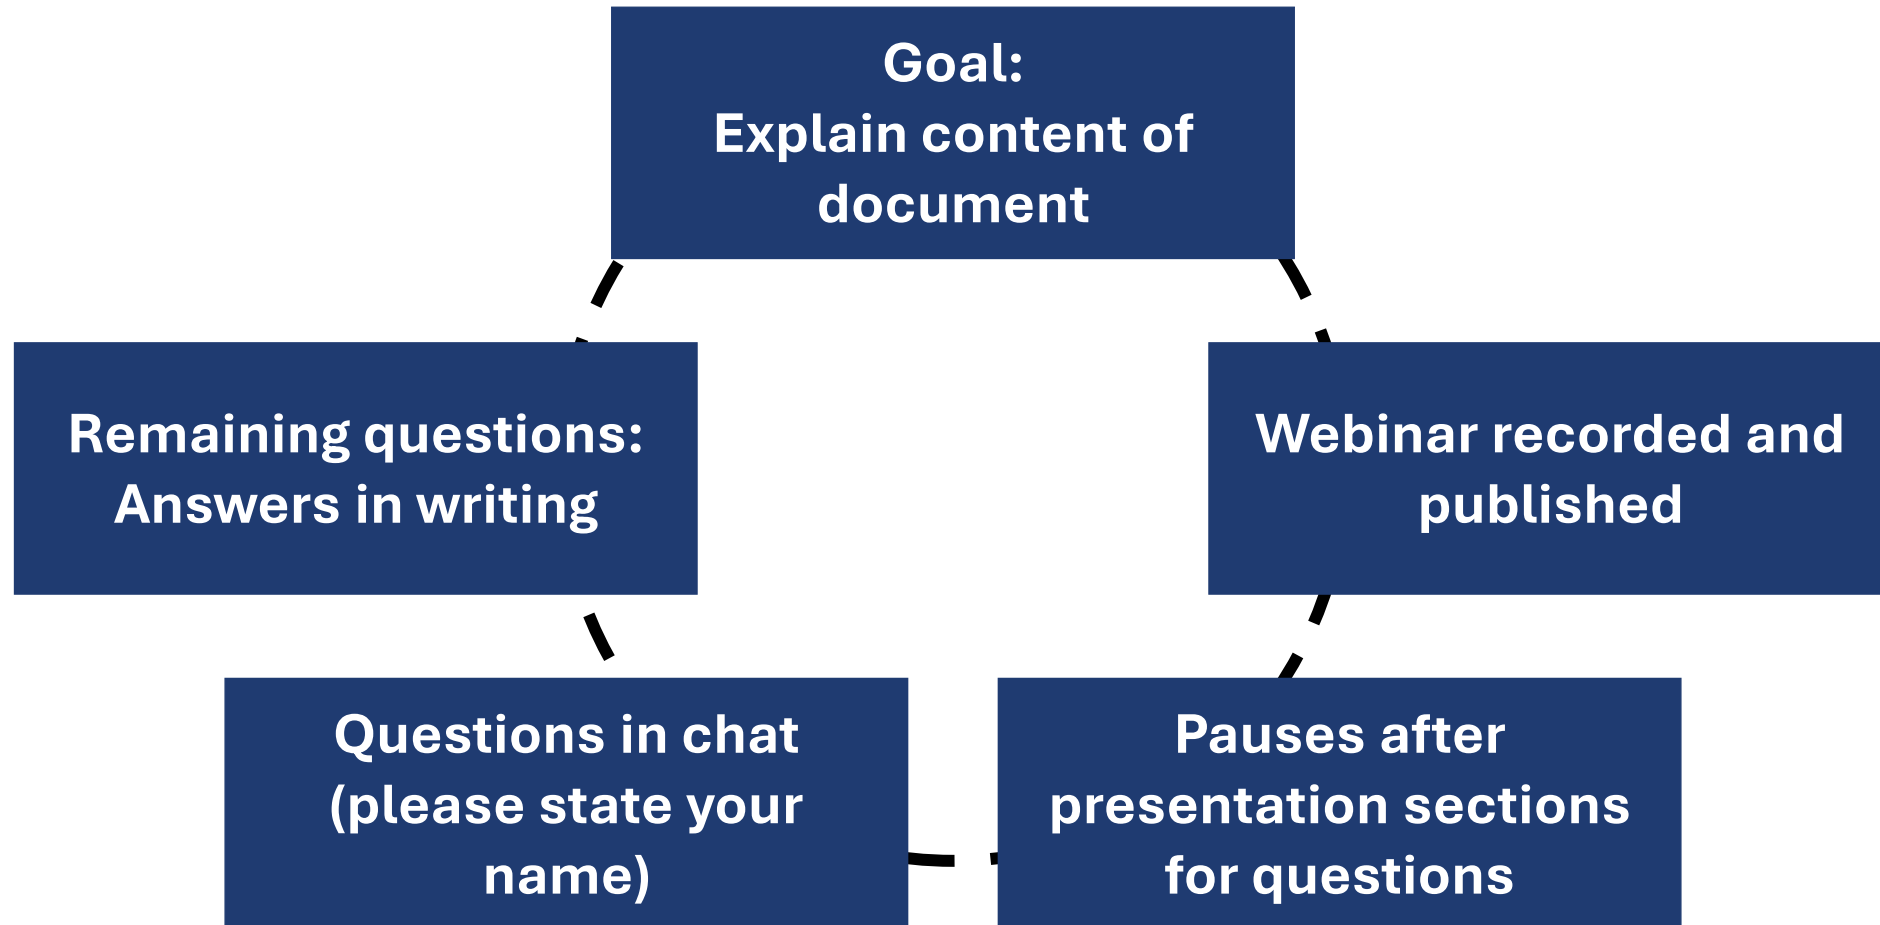 Goal:
Explain content of
document
Webinar recorded and
published
Pauses after
presentation sections
for questions
Questions in chat
(please state your
name)
Remaining questions:
Answers in writing